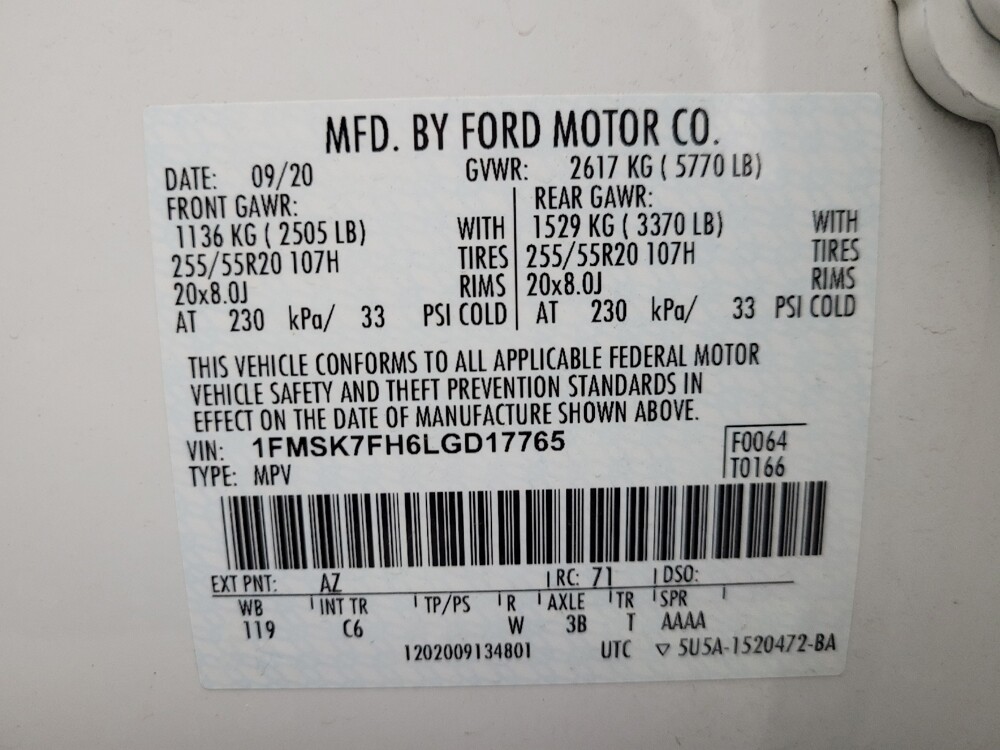 MFD. BY FORD MOTOR CO.
DATE: 09/20 GVWR: 2617 KG ( 5770 LB)
FRONT GAWR: REAR GAWR:
1136 KG ( 2505 LB) WITH 1529 KG ( 3370 LB) WITH
255/55R20 107H TIRES 255/55R20 107H TIRES
20x8.0J RIMS 20x8.0J RIMS
AT 230 kPa/ 33 PSI COLD AT 230 kPa/ 33 PSI COLD
THIS VEHICLE CONFORMS TO ALL APPLICABLE FEDERAL MOTOR
VEHICLE SAFETY AND THEFT PREVENTION STANDARDS IN
EFFECT ON THE DATE OF MANUFACTURE SHOWN ABOVE.
VIN: 1FMSK7FH6LGD17765 F0064
TYPE: MPV T0166
EXT PNT: AZ RC: 71 DSO:
WB INT TR TP/PS R AXLE TR SPR
119 C6 W 3B T AAAA
1202009134801 UTC ▽ 5U5A-1520472-BA